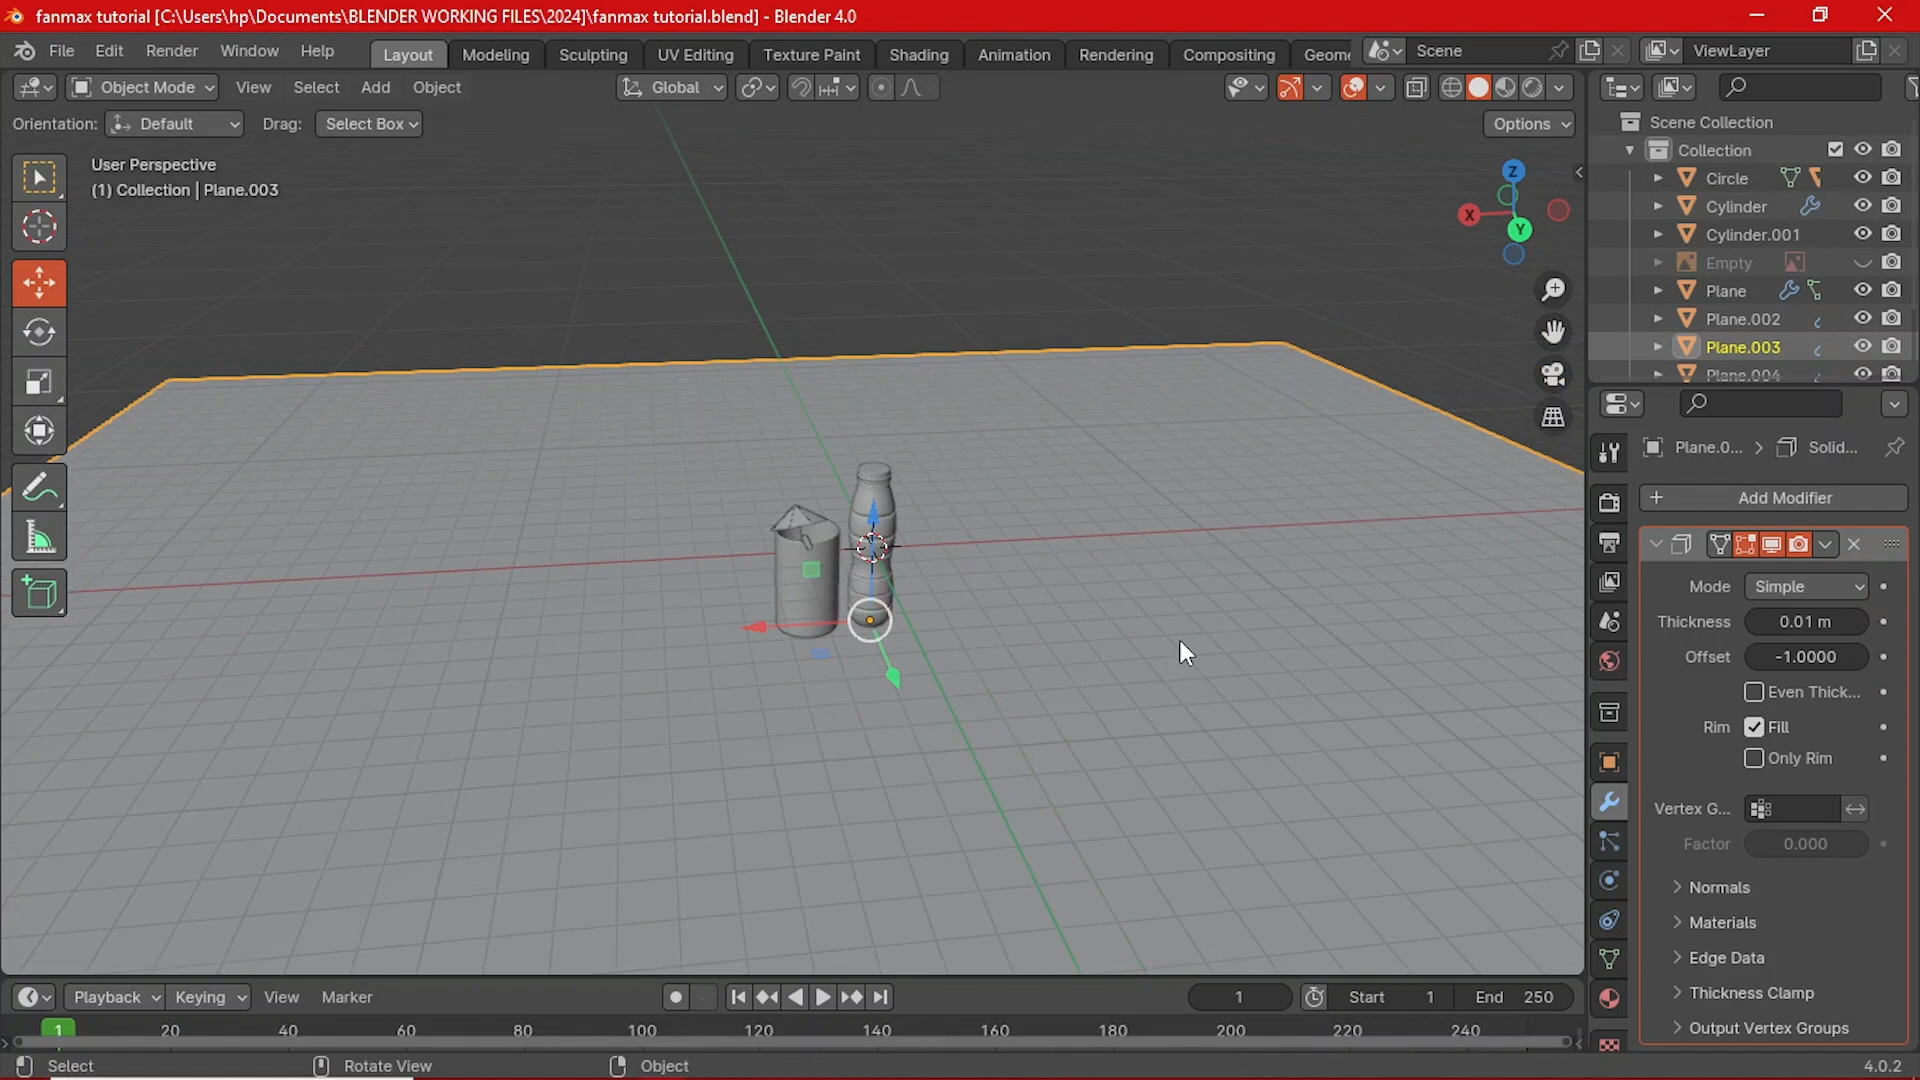 fanmax tutorial [C:\Users\hp\Documents\BLENDER WORKING FILES\2024]\fanmax tutorial.blend] - Blender 4.0
File Edit Render Window Help Layout Modeling Sculpting UV Editing Texture Paint Shading Animation Rendering Compositing Geome Scene ViewLayer
Object Mode View Select Add Object Global
Orientation: Default Drag: Select Box Options
User Perspective
(1) Collection | Plane.003
Z
X
Y
Scene Collection
Collection
Circle
Cylinder
Cylinder.001
Empty
Plane
Plane.002
Plane.003
Plane.004
Plane.0... > Solid...
+ Add Modifier
Mode Simple
Thickness 0.01 m
Offset -1.0000
Even Thick...
Rim Fill
Only Rim
Vertex G...
Factor 0.000
Normals
Materials
Edge Data
Thickness Clamp
Output Vertex Groups
Playback Keying View Marker 1 Start 1 End 250
1 20 40 60 80 100 120 140 160 180 200 220 240
Select Rotate View Object 4.0.2